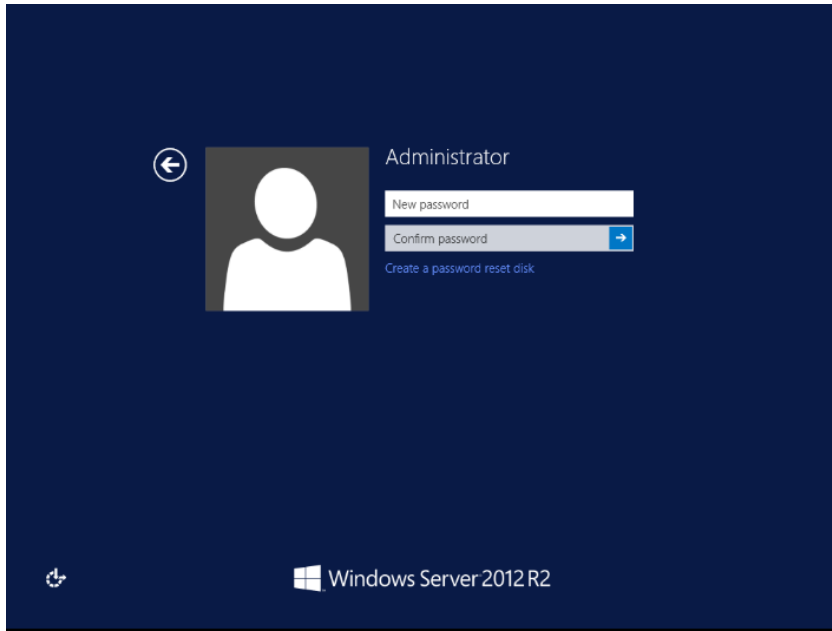 Administrator
New password
Confirm password
Create a password reset disk
Windows Server 2012 R2